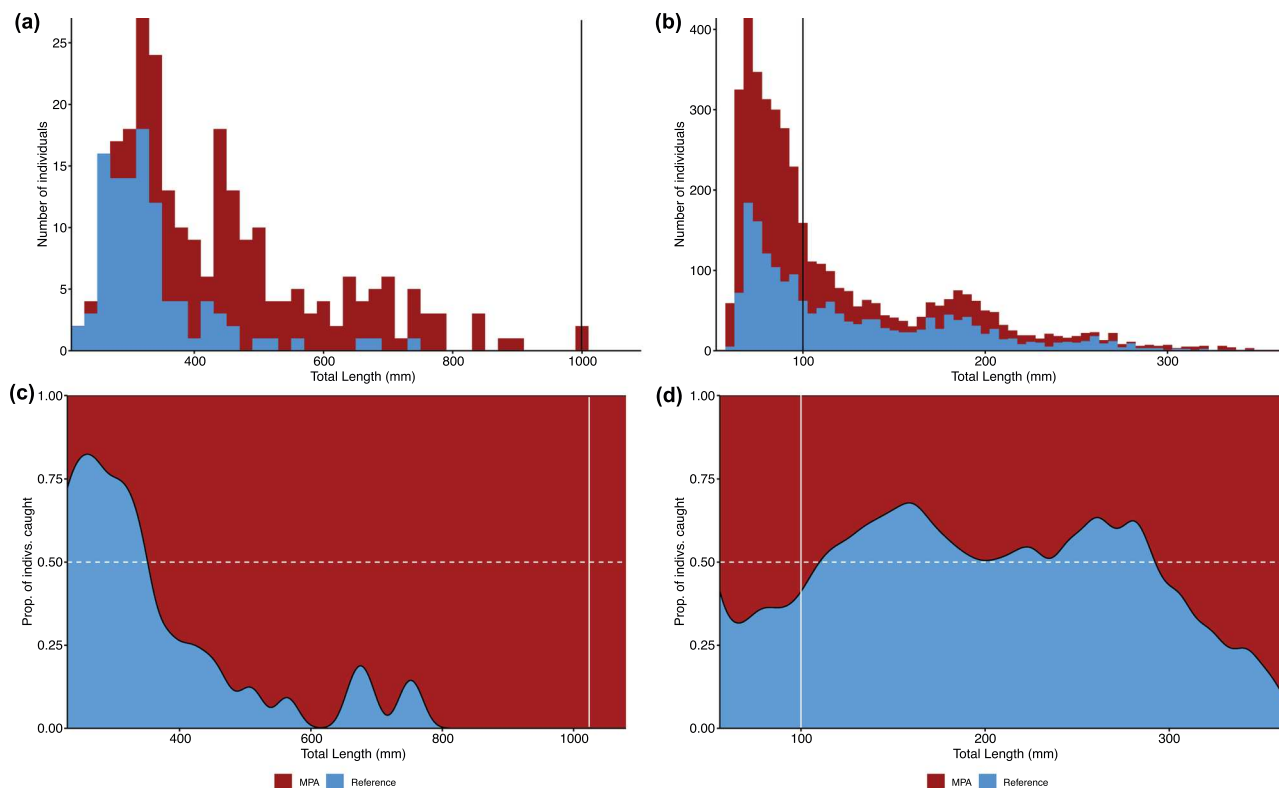 (a)
25
20
15
10
5
0
Number of individuals
400
600
800
1000
Total Length (mm)
(b)
400
300
200
100
0
Number of individuals
100
200
300
Total Length (mm)
(c)
1.00
0.75
0.50
0.25
0.00
Prop. of indivs. caught
400
600
800
1000
Total Length (mm)
MPA Reference
(d)
1.00
0.75
0.50
0.25
0.00
Prop. of indivs. caught
100
200
300
Total Length (mm)
MPA Reference